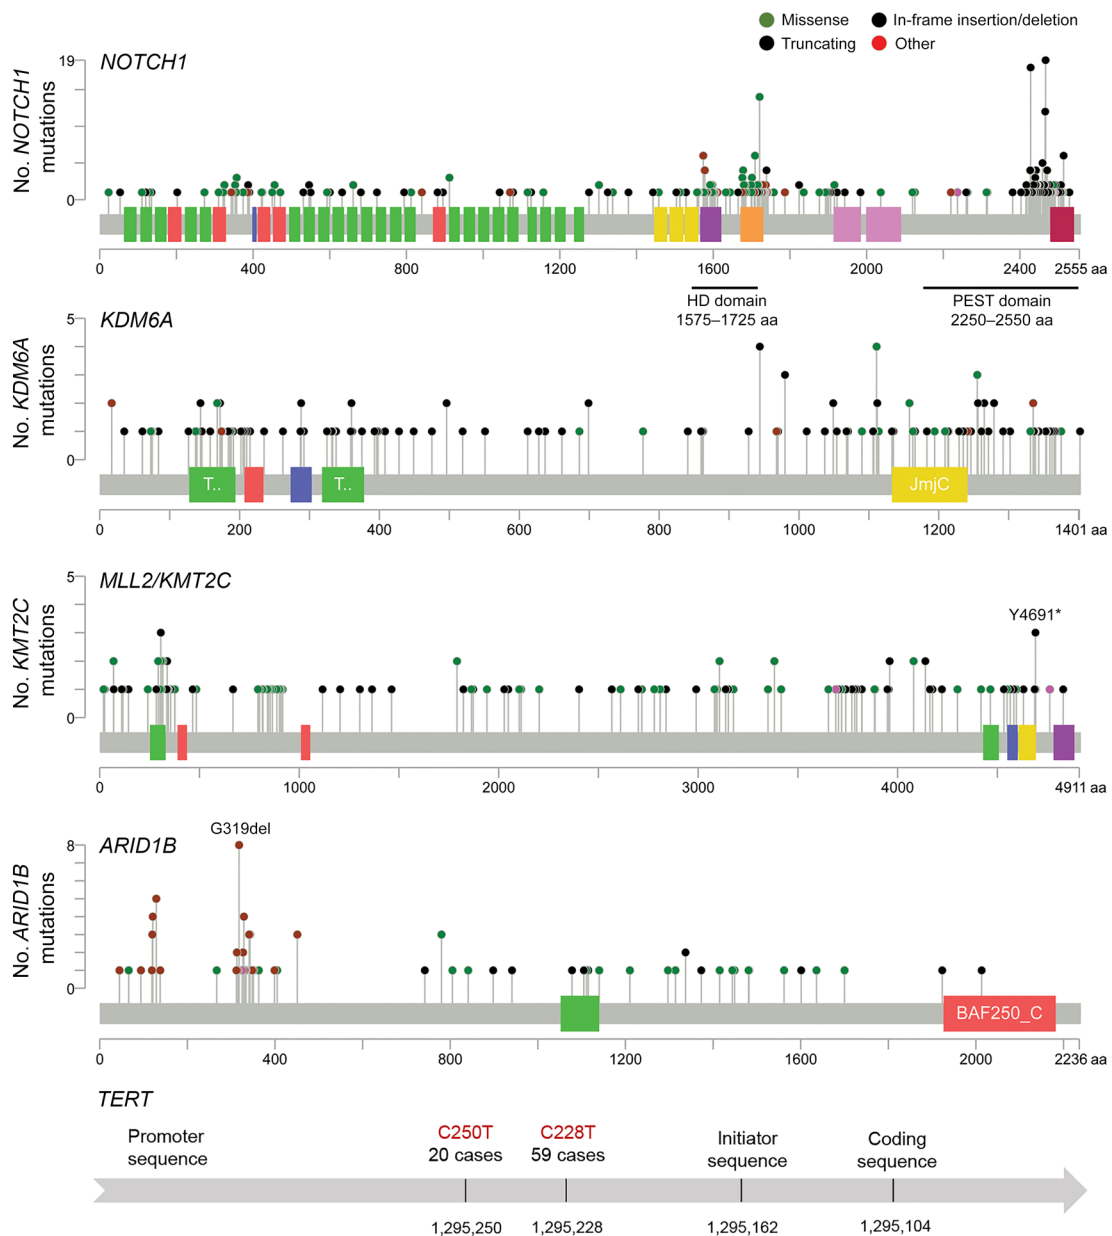 Missense
In-frame insertion/deletion
Truncating
Other
NOTCH1
No. NOTCH1
mutations
19
0
0
400
800
1200
1600
2000
2400
2555 aa
HD domain
1575–1725 aa
PEST domain
2250–2550 aa
KDM6A
No. KDM6A
mutations
5
0
T..
T..
JmjC
0
200
400
600
800
1000
1200
1401 aa
MLL2/KMT2C
No. KMT2C
mutations
5
0
Y4691*
0
1000
2000
3000
4000
4911 aa
ARID1B
No. ARID1B
mutations
8
0
G319del
BAF250_C
0
400
800
1200
1600
2000
2236 aa
TERT
Promoter
sequence
C250T
20 cases
C228T
59 cases
Initiator
sequence
Coding
sequence
1,295,250
1,295,228
1,295,162
1,295,104